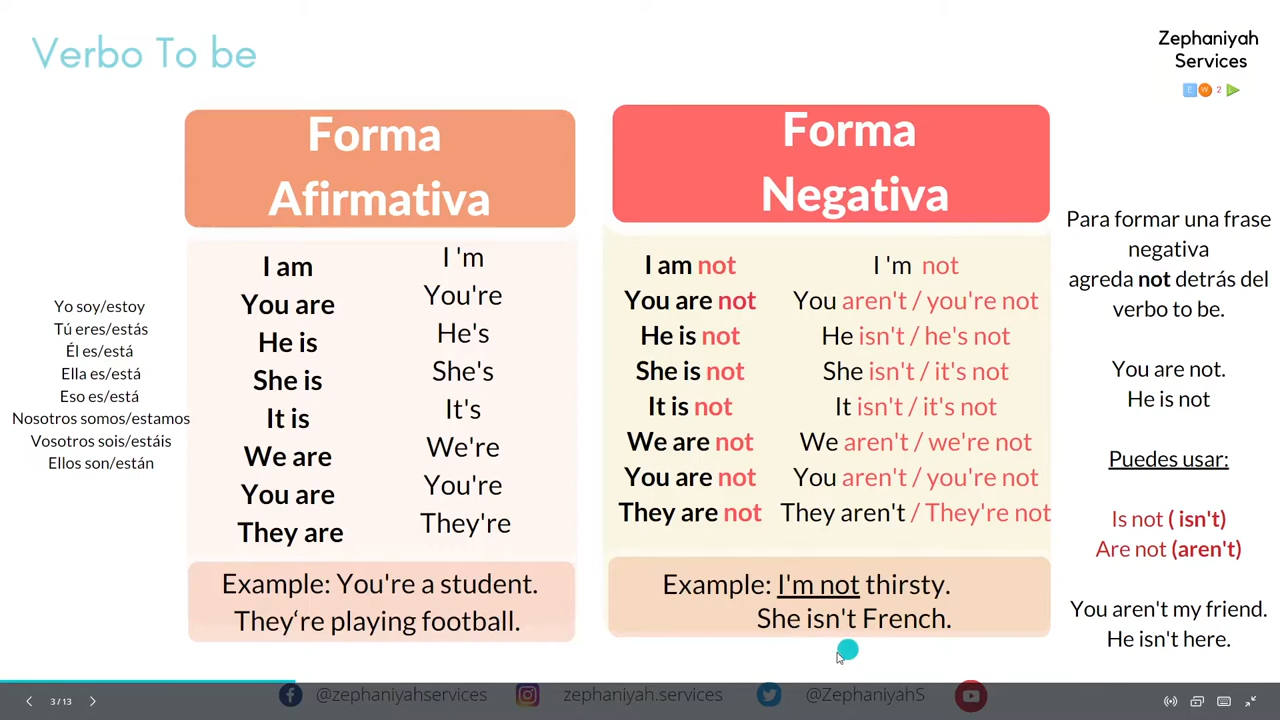 Verbo To be
Zephaniyah
Services
E W 2
Forma
Afirmativa
Forma
Negativa
Yo soy/estoy
Tú eres/estás
Él es/está
Ella es/está
Eso es/está
Nosotros somos/estamos
Vosotros sois/estáis
Ellos son/están
I am
You are
He is
She is
It is
We are
You are
They are
I 'm
You're
He's
She's
It's
We're
You're
They're
Example: You're a student.
They‘re playing football.
I am not
You are not
He is not
She is not
It is not
We are not
You are not
They are not
I 'm not
You aren't / you're not
He isn't / he's not
She isn't / it's not
It isn't / it's not
We aren't / we're not
You aren't / you're not
They aren't / They're not
Example: I'm not thirsty.
She isn't French.
Para formar una frase
negativa
agreda not detrás del
verbo to be.
You are not.
He is not
Puedes usar:
Is not ( isn't)
Are not (aren't)
You aren't my friend.
He isn't here.
3 / 13
@zephaniyahservices
zephaniyah.services
@ZephaniyahS